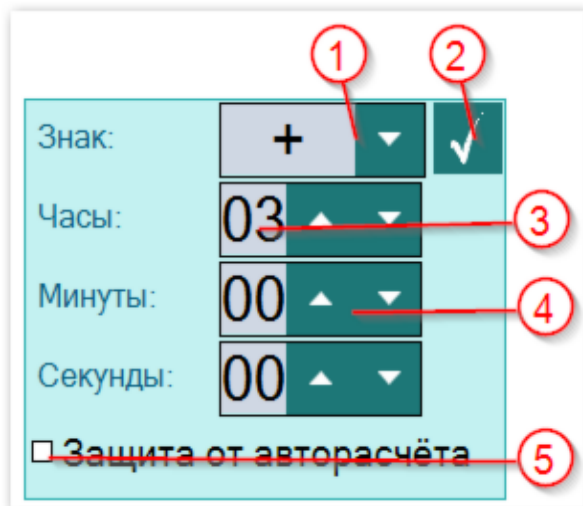 1 2
Знак: +
Часы: 03 3
Минуты: 00 4
Секунды: 00
Защита от авторасчёта 5